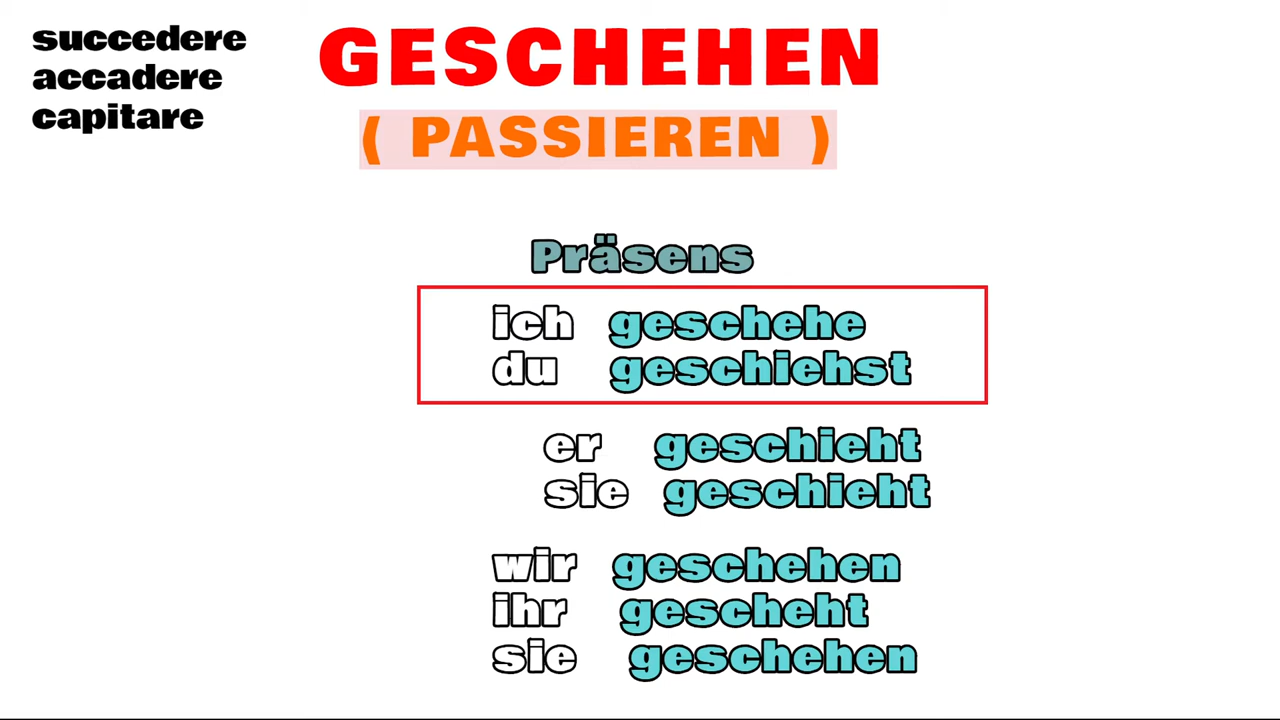 succedere
accadere
capitare
GESCHEHEN
( PASSIEREN )
Präsens
ich geschehe
du geschiehst
er geschieht
sie geschieht
wir geschehen
ihr gescheht
sie geschehen